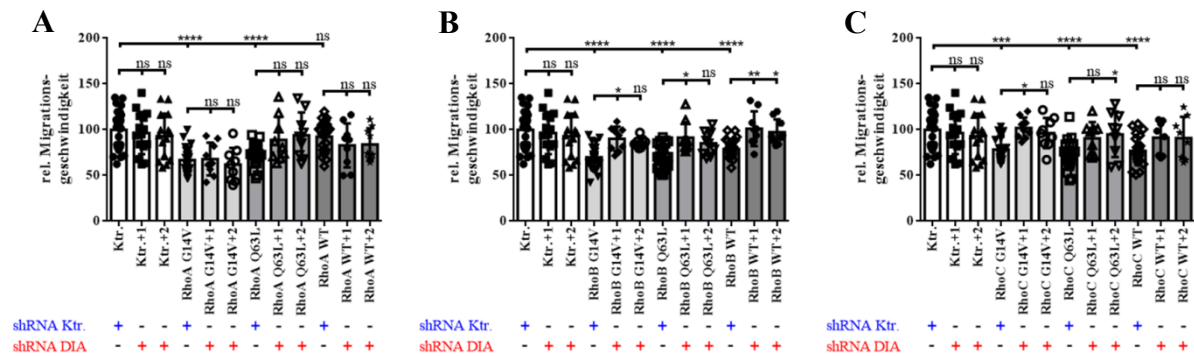 A
B
C
rel. Migrations-
geschwindigkeit
200
150
100
50
0
ns
****
****
ns
ns
ns
ns
ns
ns
ns
ns
ns
Ktr.-
Ktr.+1
Ktr.+2
RhoA G14V
RhoA G14V+1
RhoA G14V+2
RhoA Q63L
RhoA Q63L+1
RhoA Q63L+2
RhoA WT
RhoA WT+1
RhoA WT+2
rel. Migrations-
geschwindigkeit
200
150
100
50
0
****
****
****
ns
ns
*
ns
*
ns
**
*
Ktr.-
Ktr.+1
Ktr.+2
RhoB G14V
RhoB G14V+1
RhoB G14V+2
RhoB Q63L
RhoB Q63L+1
RhoB Q63L+2
RhoB WT
RhoB WT+1
RhoB WT+2
rel. Migrations-
geschwindigkeit
200
150
100
50
0
***
****
****
ns
ns
*
ns
ns
*
ns
ns
Ktr.-
Ktr.+1
Ktr.+2
RhoC G14V
RhoC G14V+1
RhoC G14V+2
RhoC Q63L
RhoC Q63L+1
RhoC Q63L+2
RhoC WT
RhoC WT+1
RhoC WT+2
shRNA Ktr. + - - + - - + - - + - -
shRNA DIA - + + - + + - + + - + +
shRNA Ktr. + - - + - - + - - + - -
shRNA DIA - + + - + + - + + - + +
shRNA Ktr. + - - + - - + - - + - -
shRNA DIA - + + - + + - + + - + +